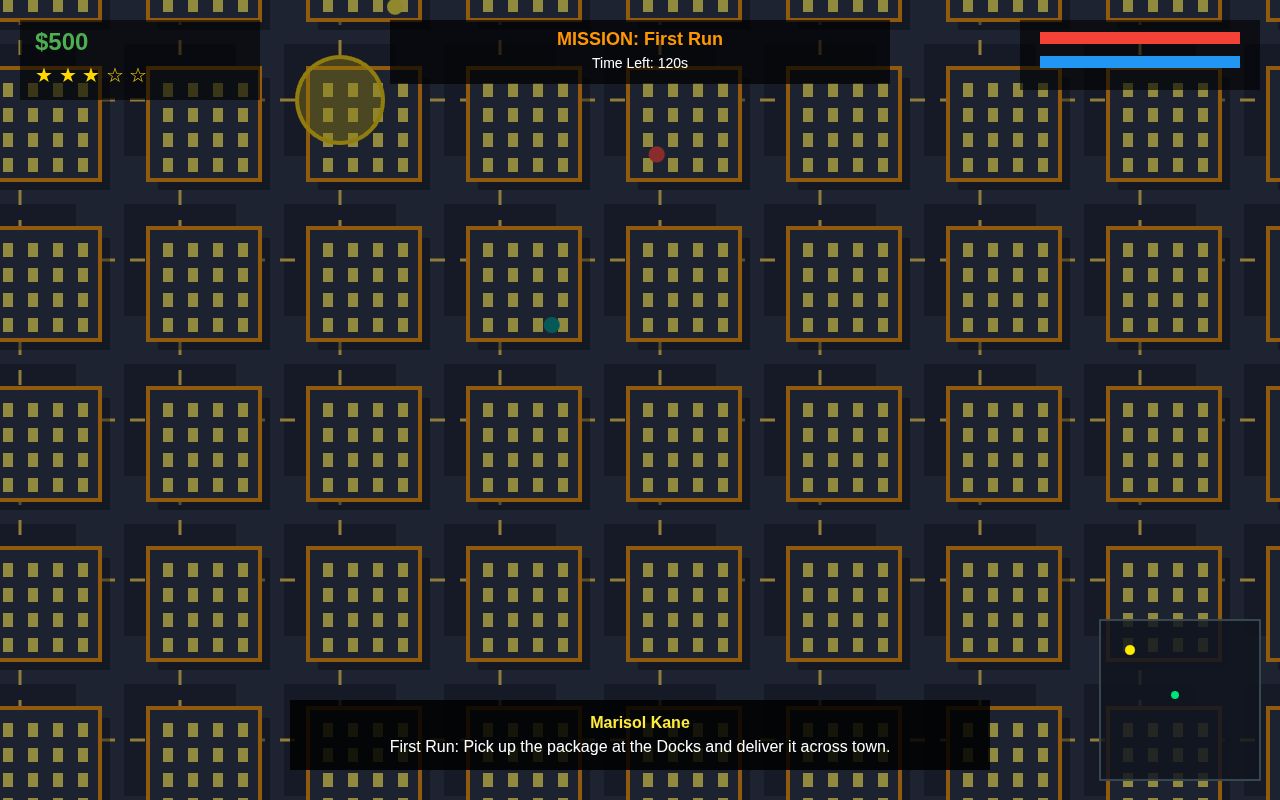 $500
★ ★ ★ ☆ ☆
MISSION: First Run
Time Left: 120s
Marisol Kane
First Run: Pick up the package at the Docks and deliver it across town.